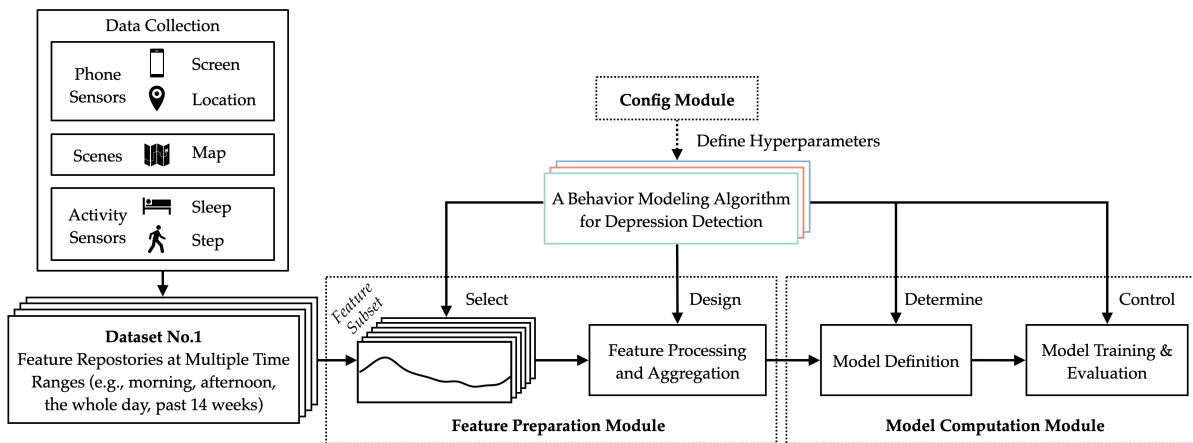 Data Collection
Phone
Sensors
Screen
Location
Scenes
Map
Activity
Sensors
Sleep
Step
Config Module
Define Hyperparameters
A Behavior Modeling Algorithm
for Depression Detection
Dataset No.1
Feature Repostories at Multiple Time
Ranges (e.g., morning, afternoon,
the whole day, past 14 weeks)
Feature
Subset
Select
Design
Determine
Control
Feature Processing
and Aggregation
Model Definition
Model Training &
Evaluation
Feature Preparation Module
Model Computation Module